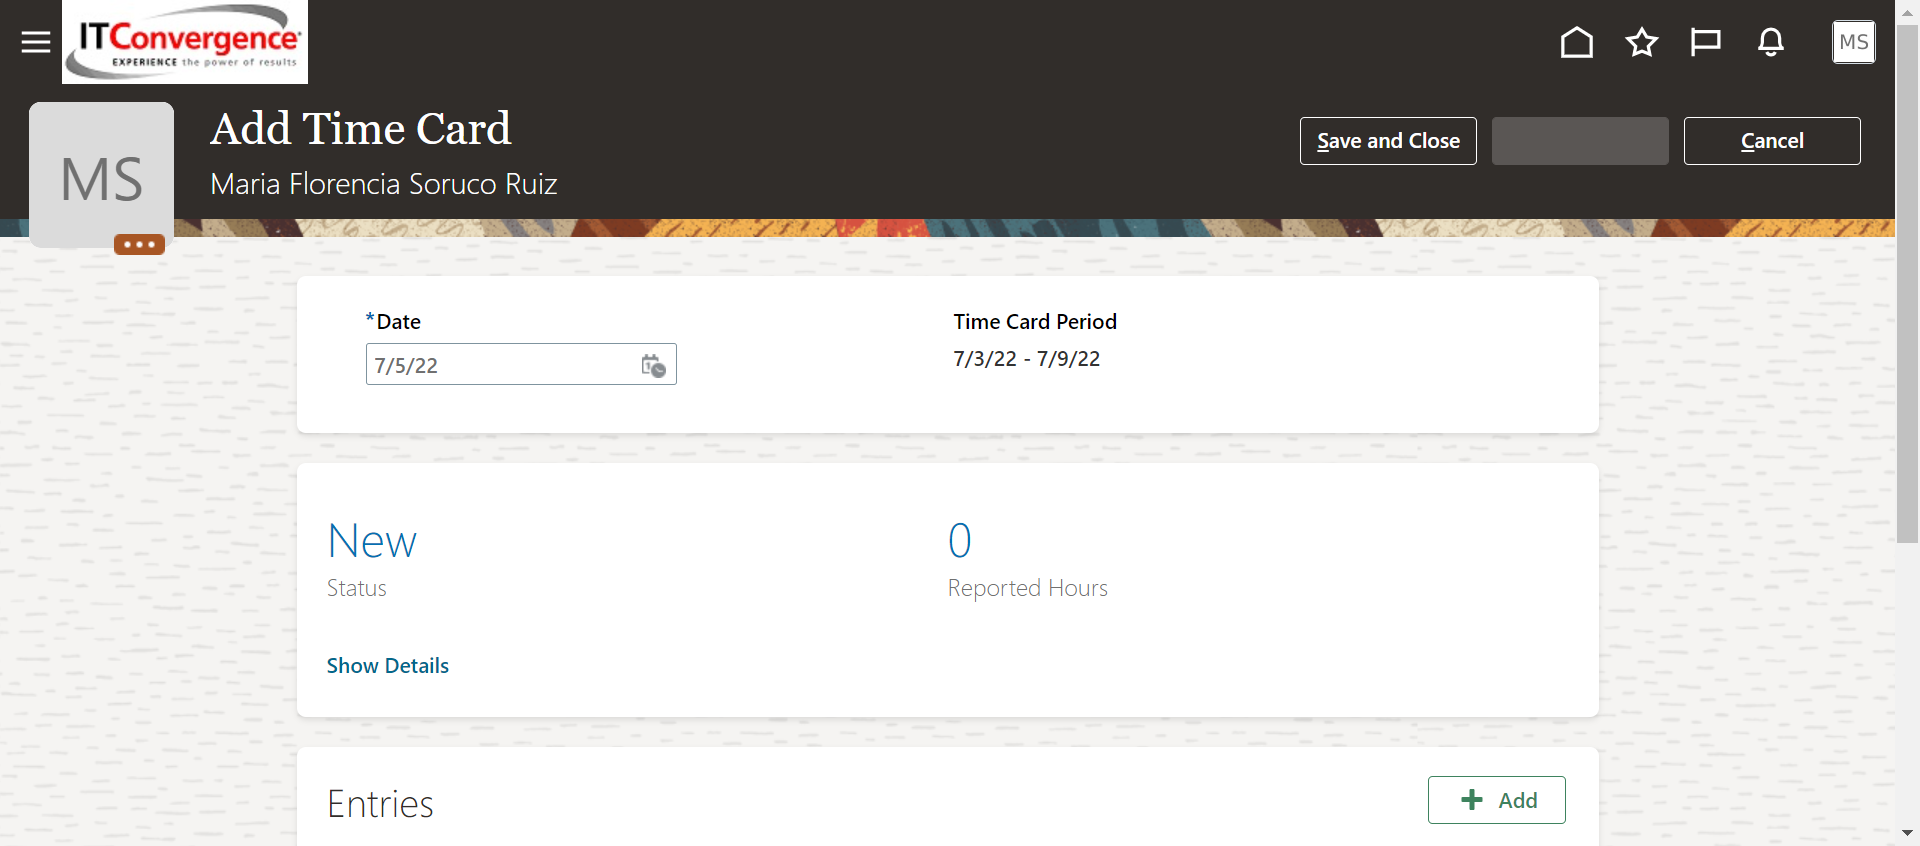 ITConvergence
EXPERIENCE the power of results
MS
MS
Add Time Card
Maria Florencia Soruco Ruiz
Save and Close
Cancel
*Date
7/5/22
Time Card Period
7/3/22 - 7/9/22
New
Status
0
Reported Hours
Show Details
Entries
Add